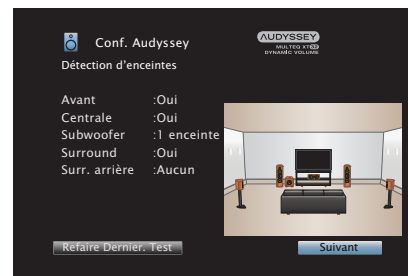 Conf. Audyssey
AUDYSSEY
MULTEQ XT32
DYNAMIC VOLUME
Détection d'enceintes
Avant :Oui
Centrale :Oui
Subwoofer :1 enceinte
Surround :Oui
Surr. arrière :Aucun
Refaire Dernier. Test
Suivant